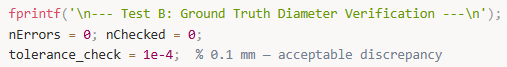 fprintf('\n--- Test B: Ground Truth Diameter Verification ---\n');
nErrors = 0; nChecked = 0;
tolerance_check = 1e-4;  % 0.1 mm — acceptable discrepancy